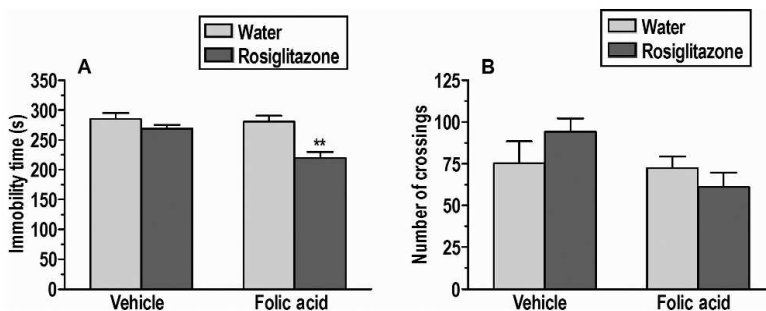 Water
Rosiglitazone
A
350
300
250
200
150
100
50
0
Immobility time (s)
**
Vehicle
Folic acid
Water
Rosiglitazone
B
125
100
75
50
25
0
Number of crossings
Vehicle
Folic acid